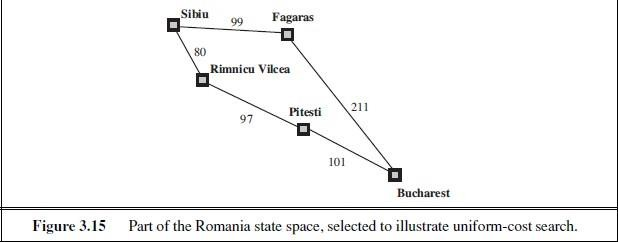 Sibiu
99
Fagaras
80
Rimnicu Vilcea
97
Pitesti
211
101
Bucharest
Figure 3.15 Part of the Romania state space, selected to illustrate uniform-cost search.